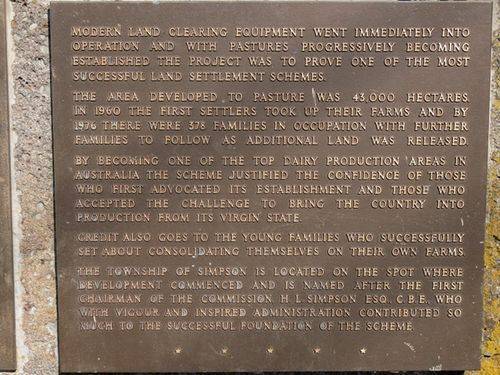 MODERN LAND CLEARING EQUIPMENT WENT IMMEDIATELY INTO
OPERATION AND WITH PASTURES PROGRESSIVELY BECOMING
ESTABLISHED THE PROJECT WAS TO PROVE ONE OF THE MOST
SUCCESSFUL LAND SETTLEMENT SCHEMES.
THE AREA DEVELOPED TO PASTURE WAS 43,000 HECTARES
IN 1960 THE FIRST SETTLERS TOOK UP THEIR FARMS AND BY
1976 THERE WERE 378 FAMILIES IN OCCUPATION WITH FURTHER
FAMILIES TO FOLLOW AS ADDITIONAL LAND WAS RELEASED.
BY BECOMING ONE OF THE TOP DAIRY PRODUCTION AREAS IN
AUSTRALIA THE SCHEME JUSTIFIED THE CONFIDENCE OF THOSE
WHO FIRST ADVOCATED ITS ESTABLISHMENT AND THOSE WHO
ACCEPTED THE CHALLENGE TO BRING THE COUNTRY INTO
PRODUCTION FROM ITS VIRGIN STATE.
CREDIT ALSO GOES TO THE YOUNG FAMILIES WHO SUCCESSFULLY
SET ABOUT CONSOLIDATING THEMSELVES ON THEIR OWN FARMS
THE TOWNSHIP OF SIMPSON IS LOCATED ON THE SPOT WHERE
DEVELOPMENT COMMENCED AND IS NAMED AFTER THE FIRST
CHAIRMAN OF THE COMMISSION H.L. SIMPSON ESQ., C.B.E., WHO
WITH VIGOUR AND INSPIRED ADMINISTRATION CONTRIBUTED SO
MUCH TO THE SUCCESSFUL FOUNDATION OF THE SCHEME.